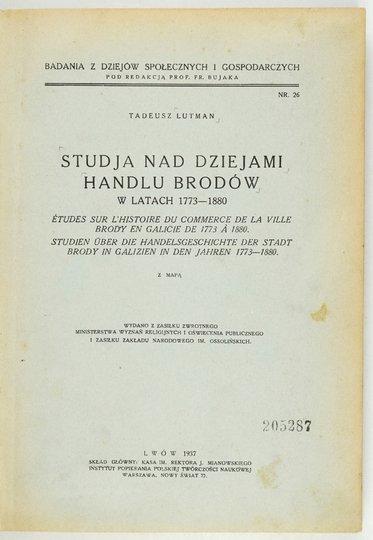 BADANIA Z DZIEJÓW SPOŁECZNYCH I GOSPODARCZYCH
POD REDAKCJĄ PROF. FR. BUJAKA
NR. 26
TADEUSZ LUTMAN
STUDJA NAD DZIEJAMI
HANDLU BRODÓW
W LATACH 1773—1880
ÉTUDES SUR L'HISTOIRE DU COMMERCE DE LA VILLE
BRODY EN GALICIE DE 1773 À 1880.
STUDIEN ÜBER DIE HANDELSGESCHICHTE DER STADT
BRODY IN GALIZIEN IN DEN JAHREN 1773—1880.
Z MAPĄ
WYDANO Z ZASIŁKU ZWROTNEGO
MINISTERSTWA WYZNAŃ RELIGIJNYCH I OŚWIECENIA PUBLICZNEGO
I ZASIŁKU ZAKŁADU NARODOWEGO IM. OSSOLIŃSKICH.
205287
LWÓW 1937
SKŁAD GŁÓWNY: KASA IM. REKTORA J. MIANOWSKIEGO
INSTYTUT POPIERANIA POLSKIEJ TWÓRCZOŚCI NAUKOWEJ
WARSZAWA, NOWY ŚWIAT 72.